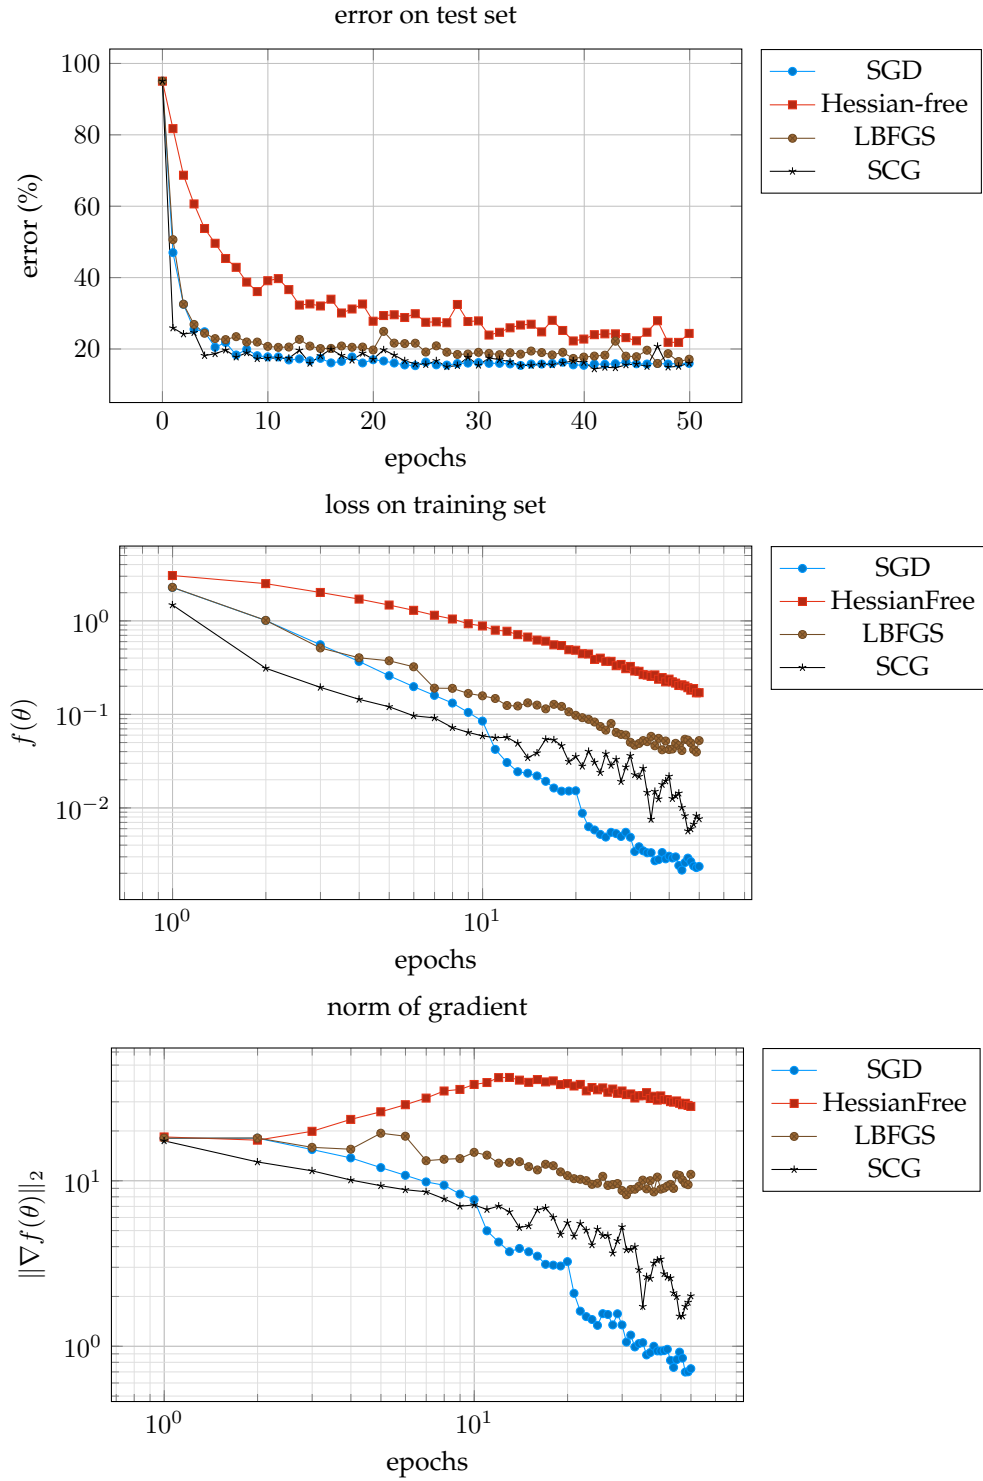 error on test set
100
80
60
40
20
error (%)
0 10 20 30 40 50
epochs
SGD
Hessian-free
LBFGS
SCG
loss on training set
10^0
10^-1
10^-2
f(θ)
10^0 10^1
epochs
SGD
HessianFree
LBFGS
SCG
norm of gradient
10^1
10^0
‖∇f(θ)‖₂
10^0 10^1
epochs
SGD
HessianFree
LBFGS
SCG